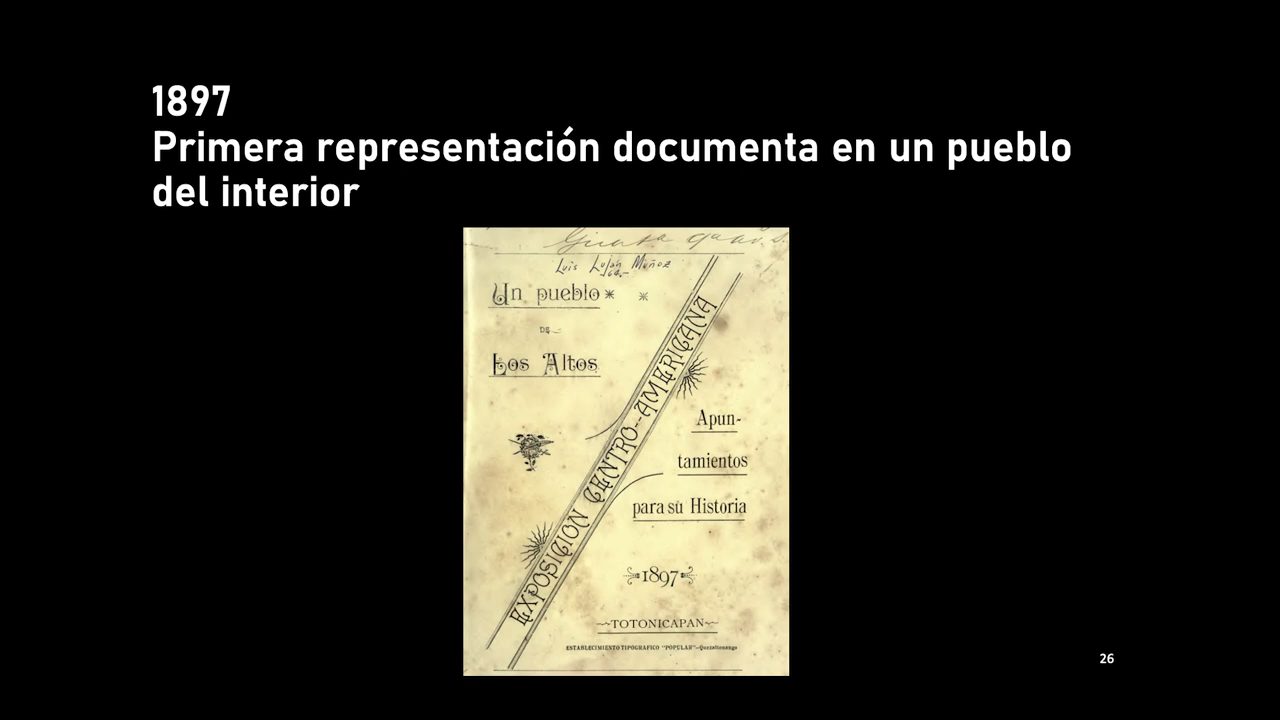 1897
Primera representación documenta en un pueblo
del interior
Luis Luján Muñoz
Un pueblo
DE
Los Altos
EXPOSICION CENTRO-AMERICANA
Apun-
tamientos
para su Historia
1897
TOTONICAPAN
ESTABLECIMIENTO TIPOGRAFICO "POPULAR"-Quezaltenango
26